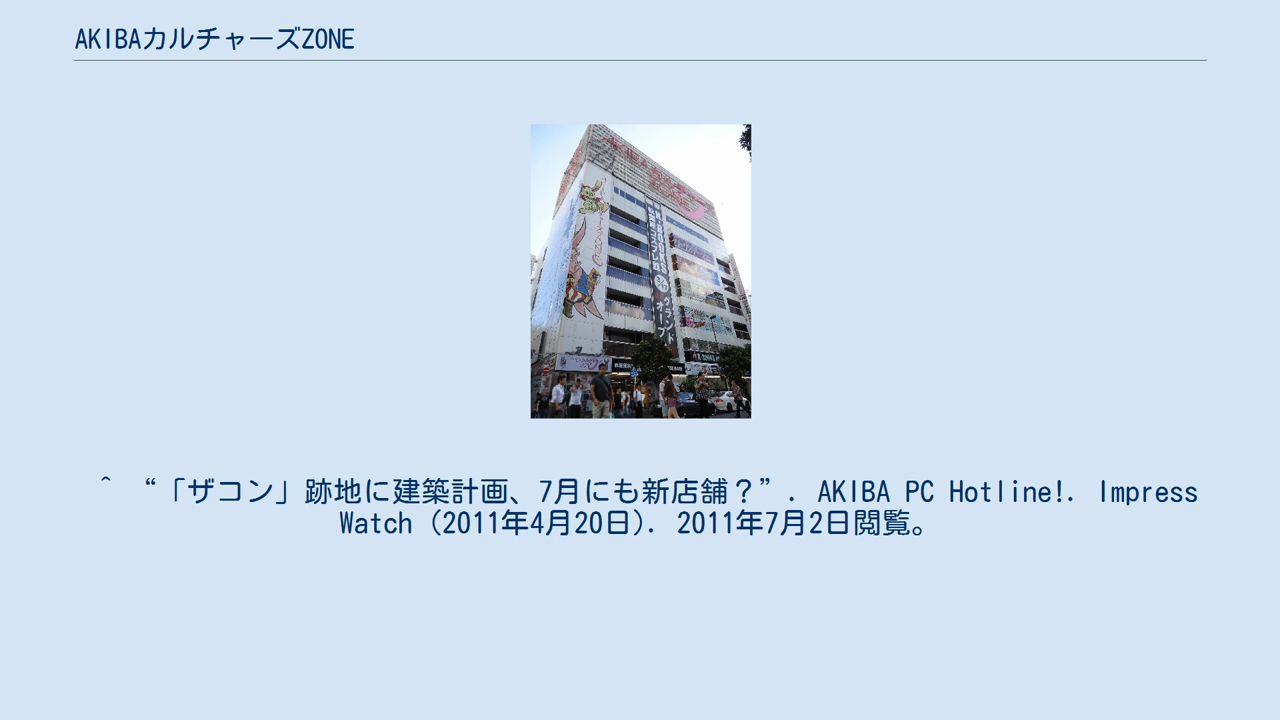 AKIBAカルチャーズZONE
^ “「ザコン」跡地に建築計画、7月にも新店舗？”. AKIBA PC Hotline!. Impress
Watch (2011年4月20日). 2011年7月2日閲覧。